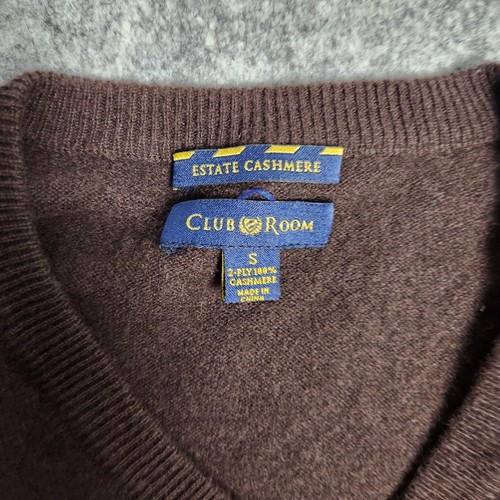 ESTATE CASHMERE
CLUB ROOM
S
2-PLY 100%
CASHMERE
MADE IN
CHINA